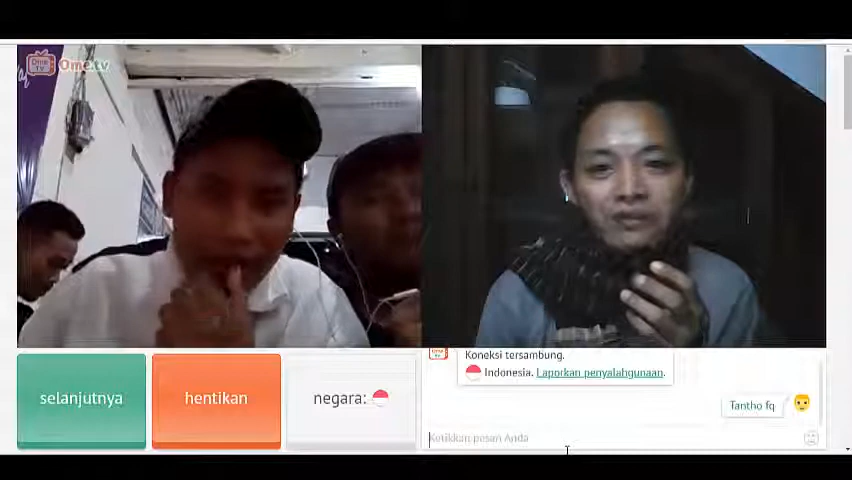 Ome.tv
Koneksi tersambung.
Indonesia. Laporkan penyalahgunaan.
Tantho fq
selanjutnya
hentikan
negara:
Ketikkan pesan Anda